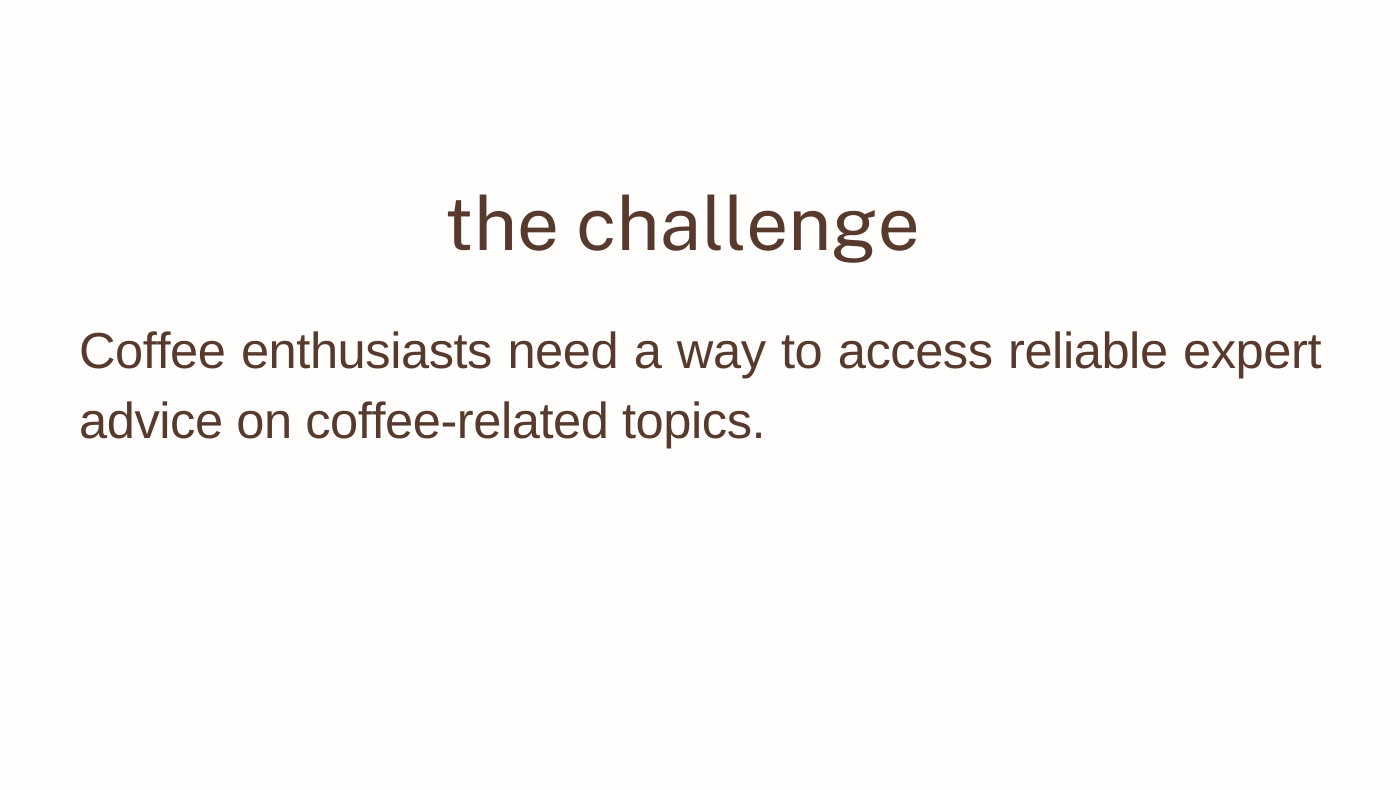 the challenge
Coffee enthusiasts need a way to access reliable expert
advice on coffee-related topics.